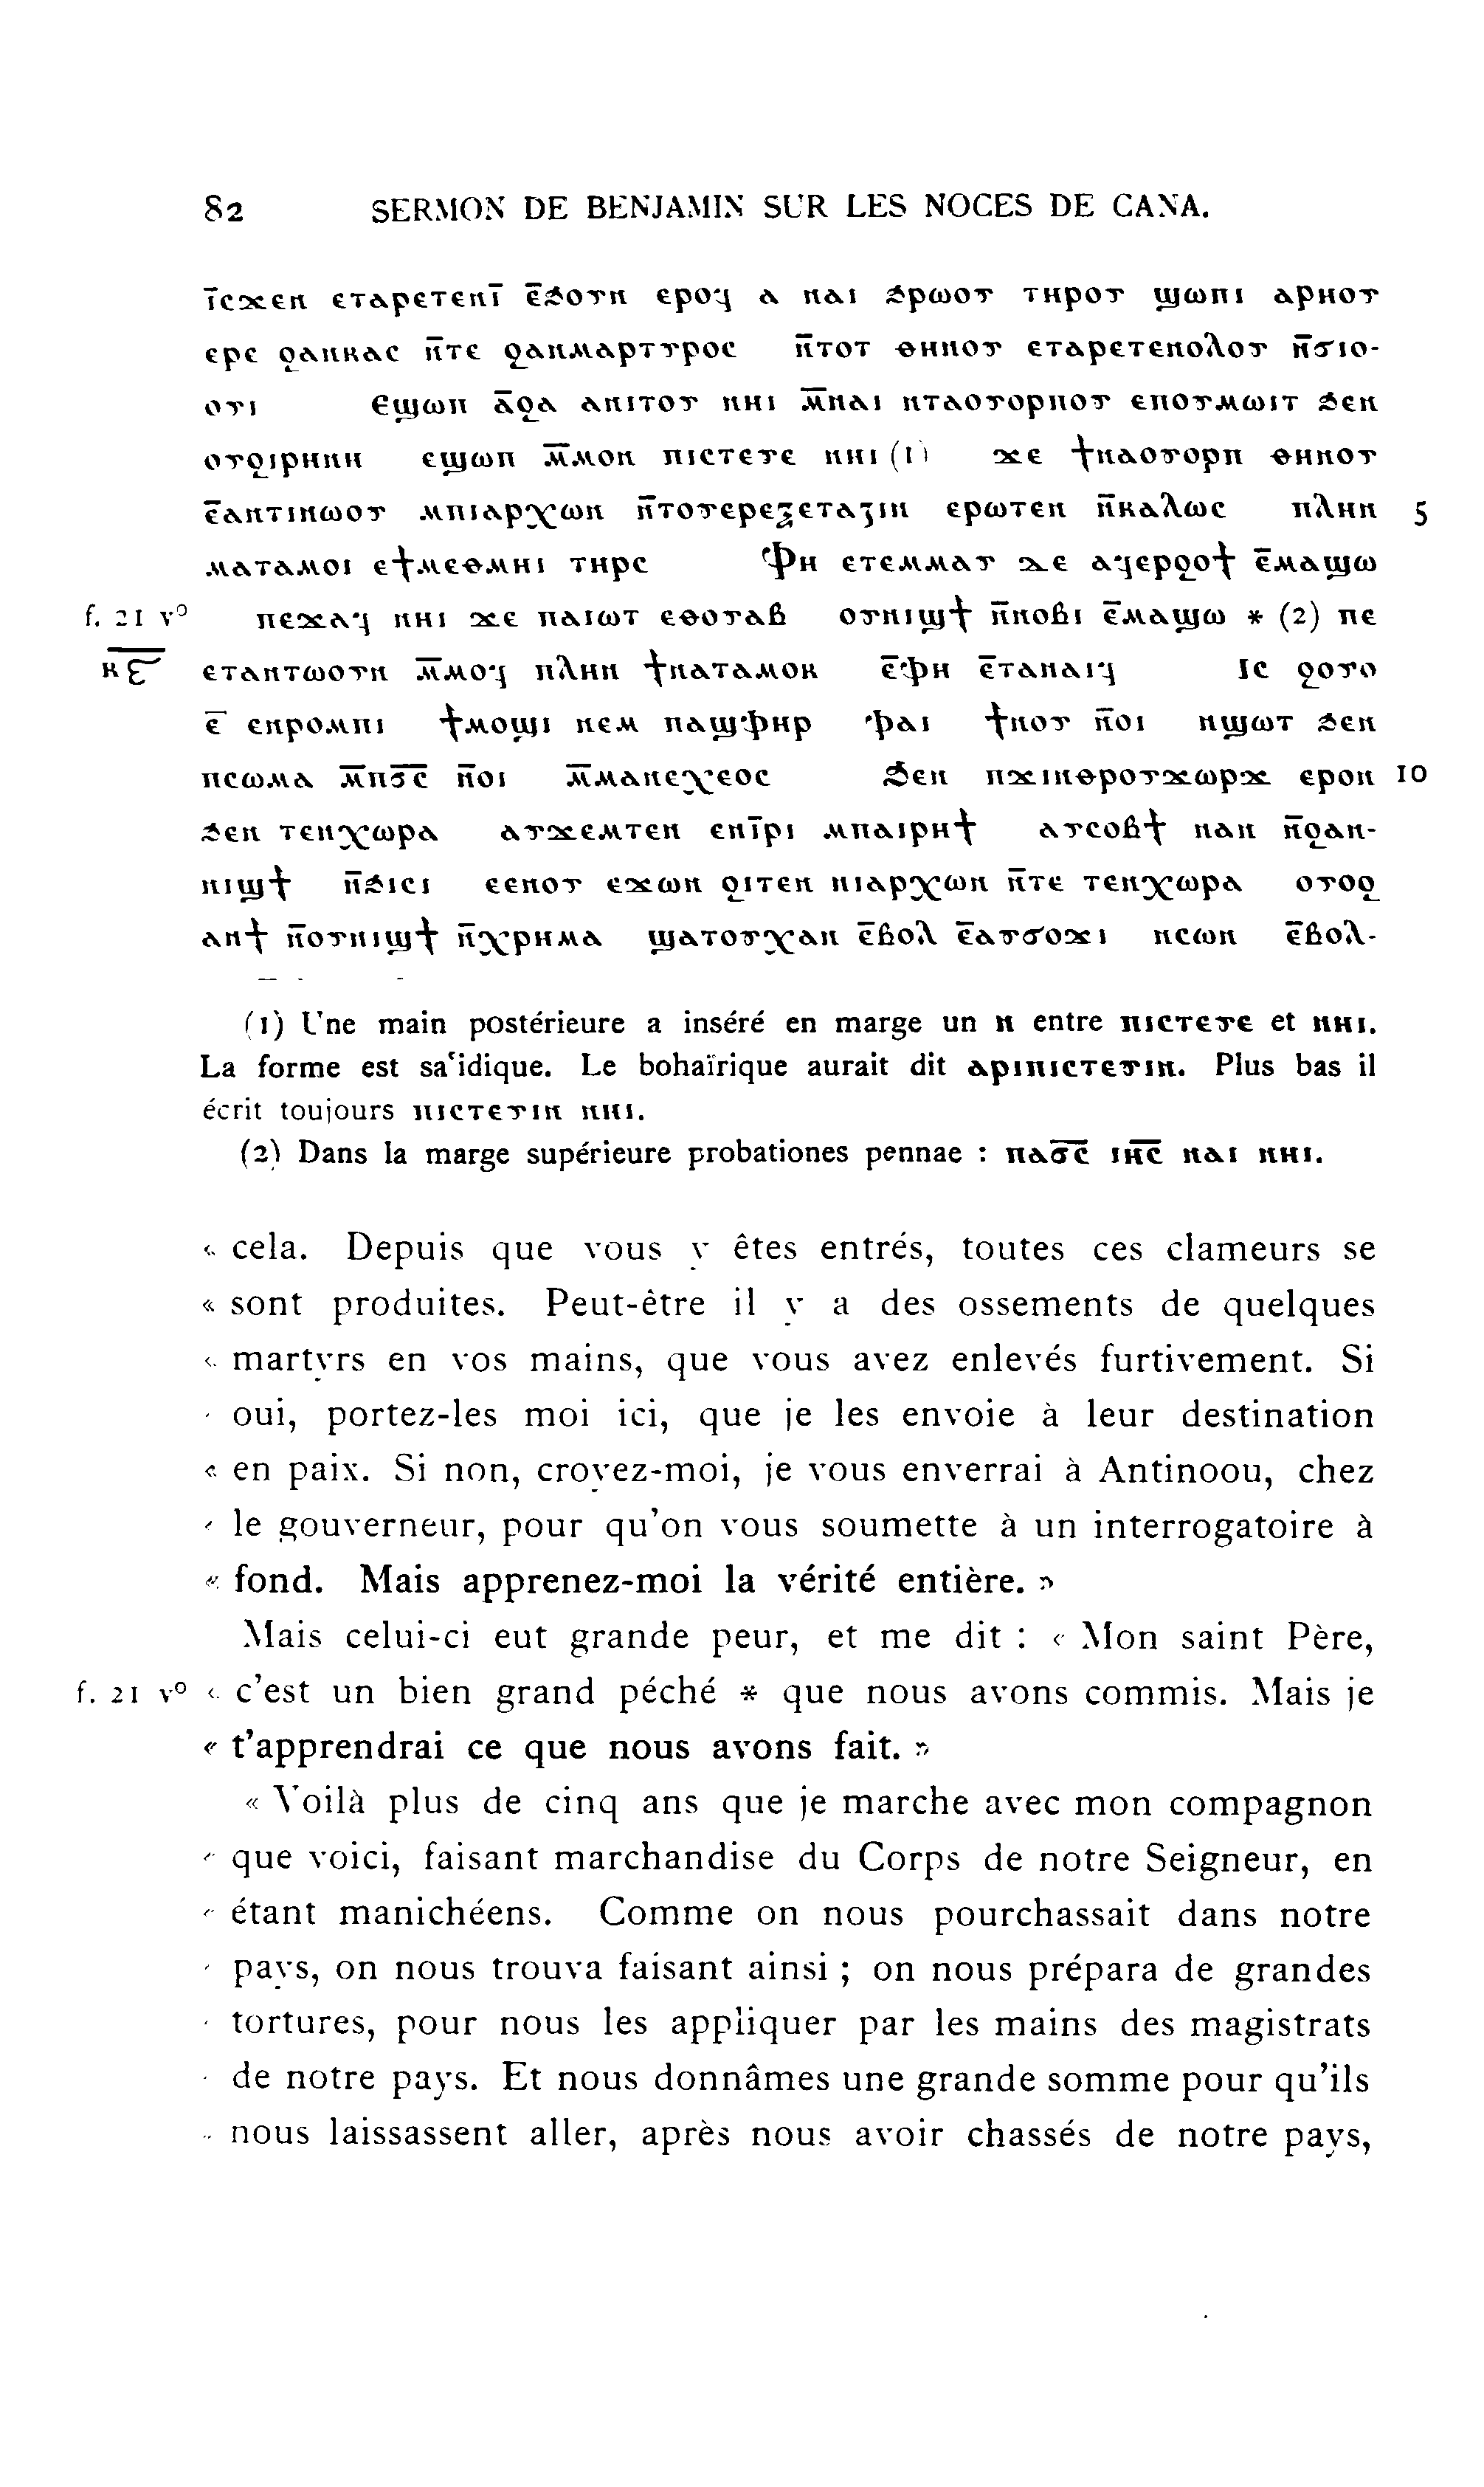 82 SERMON DE BENJAMIN SUR LES NOCES DE CANA.
ⲓ̄ⲥϫⲉⲛ ⲉⲧⲁⲣⲉⲧⲉⲛⲓ̄ ⲉ̄ϧⲟⲩⲛ ⲉⲣⲟϥ ⲁ ⲛⲁⲓ ϧⲣⲱⲟⲩ ⲧⲏⲣⲟⲩ ϣⲱⲡⲓ ⲁⲣⲏⲟⲩ
ⲉⲣⲉ ϩⲁⲛⲕⲁⲥ ⲛ̄ⲧⲉ ϩⲁⲛⲙⲁⲣⲧⲩⲣⲟⲥ ⲛ̄ⲧⲟⲧ ⲑⲏⲛⲟⲩ ⲉⲧⲁⲣⲉⲧⲉⲛⲟⲗⲟⲩ ⲛ̄ϭⲓⲟ-
ⲟⲩⲓ ⲉϣⲱⲡ ⲁ̄ϩⲁ ⲁⲛⲓⲧⲟⲩ ⲛⲏⲓ ⲙ̄ⲛⲁⲓ ⲛⲧⲁⲟⲩⲟⲣⲡⲟⲩ ⲉⲡⲟⲩⲙⲱⲓⲧ ϧⲉⲛ
ⲟⲩϩⲓⲣⲏⲛⲏ ⲉϣⲱⲡ ⲙ̄ⲙⲟⲛ ⲡⲓⲥⲧⲉⲩⲉ ⲛⲏⲓ (1) ϫⲉ ϯⲛⲁⲟⲩⲟⲣⲡ ⲑⲏⲛⲟⲩ
ⲉ̄ⲁⲛⲧⲓⲛⲱⲟⲩ ⲙⲡⲓⲁⲣⲭⲱⲛ ⲛ̄ⲧⲟⲩⲉⲣⲉⲝⲉⲧⲁⲍⲓⲛ ⲉⲣⲱⲧⲉⲛ ⲛ̄ⲕⲁⲗⲱⲥ ⲡⲗⲏⲛ 5
ⲙⲁⲧⲁⲙⲟⲓ ⲉϯⲙⲉⲑⲙⲏⲓ ⲧⲏⲣⲥ ⲫⲏ ⲉⲧⲉⲙⲙⲁⲩ ⲇⲉ ⲁϥⲉⲣϩⲟϯ ⲉ̄ⲙⲁϣⲱ
f. 21 v° ⲡⲉϫⲁϥ ⲛⲏⲓ ϫⲉ ⲡⲁⲓⲱⲧ ⲉⲑⲟⲩⲁⲃ ⲟⲩⲛⲓϣϯ ⲛ̄ⲛⲟⲃⲓ ⲉ̄ⲙⲁϣⲱ * (2) ⲡⲉ
ⲕ̅ⲋ̅ ⲉⲧⲁⲛⲧⲱⲟⲩⲛ ⲙ̄ⲙⲟϥ ⲡⲗⲏⲛ ϯⲛⲁⲧⲁⲙⲟⲕ ⲉ̄ⲫⲏ ⲉ̄ⲧⲁⲛⲁⲓϥ ⲓⲥ ϩⲟⲩⲟ
ⲉ̄ ⲉⲛⲣⲟⲙⲡⲓ ϯⲙⲟϣⲓ ⲛⲉⲙ ⲡⲁϣⲫⲏⲣ ⲫⲁⲓ ϯⲛⲟⲩ ⲛ̄ⲟⲓ ⲛϣⲱⲧ ϧⲉⲛ
ⲡⲥⲱⲙⲁ ⲙ̄ⲡϭ̅ⲥ̅ ⲛ̄ⲟⲓ ⲙ̄ⲙⲁⲛⲉⲭⲉⲟⲥ ϧⲉⲛ ⲡϫⲓⲛⲑⲣⲟⲩϫⲱⲣϫ ⲉⲣⲟⲛ 10
ϧⲉⲛ ⲧⲉⲛⲭⲱⲣⲁ ⲁⲩϫⲉⲙⲧⲉⲛ ⲉⲛⲓ̄ⲣⲓ ⲙⲡⲁⲓⲣⲏϯ ⲁⲩⲥⲟⲃϯ ⲛⲁⲛ ⲛ̄ϩⲁⲛ-
ⲛⲓϣϯ ⲛ̄ϧⲓⲥⲓ ⲉⲉⲛⲟⲩ ⲉϫⲱⲛ ϩⲓⲧⲉⲛ ⲛⲓⲁⲣⲭⲱⲛ ⲛ̄ⲧⲉ ⲧⲉⲛⲭⲱⲣⲁ ⲟⲩⲟϩ
ⲁⲛϯ ⲛ̄ⲟⲩⲛⲓϣϯ ⲛ̄ⲭⲣⲏⲙⲁ ϣⲁⲧⲟⲩⲭⲁⲛ ⲉ̄ⲃⲟⲗ ⲉ̄ⲁⲩϭⲟϫⲓ ⲛⲥⲱⲛ ⲉ̄ⲃⲟⲗ-
(1) Une main postérieure a inséré en marge un ⲛ entre ⲡⲓⲥⲧⲉⲩⲉ et ⲛⲏⲓ.
La forme est saʿidique. Le bohaïrique aurait dit ⲁⲣⲓⲡⲓⲥⲧⲉⲩⲓⲛ. Plus bas il
écrit toujours ⲡⲓⲥⲧⲉⲩⲓⲛ ⲛⲏⲓ.
(2) Dans la marge supérieure probationes pennae : ⲡⲁϭ̅ⲥ̅ ⲓⲏ̅ⲥ̅ ⲛⲁⲓ ⲛⲏⲓ.
« cela. Depuis que vous y êtes entrés, toutes ces clameurs se
« sont produites. Peut-être il y a des ossements de quelques
« martyrs en vos mains, que vous avez enlevés furtivement. Si
« oui, portez-les moi ici, que je les envoie à leur destination
« en paix. Si non, croyez-moi, je vous enverrai à Antinoou, chez
« le gouverneur, pour qu'on vous soumette à un interrogatoire à
« fond. Mais apprenez-moi la vérité entière. »
Mais celui-ci eut grande peur, et me dit : « Mon saint Père,
f. 21 v° « c'est un bien grand péché * que nous avons commis. Mais je
« t'apprendrai ce que nous avons fait. »
« Voilà plus de cinq ans que je marche avec mon compagnon
« que voici, faisant marchandise du Corps de notre Seigneur, en
« étant manichéens. Comme on nous pourchassait dans notre
« pays, on nous trouva faisant ainsi ; on nous prépara de grandes
« tortures, pour nous les appliquer par les mains des magistrats
« de notre pays. Et nous donnâmes une grande somme pour qu'ils
« nous laissassent aller, après nous avoir chassés de notre pays,